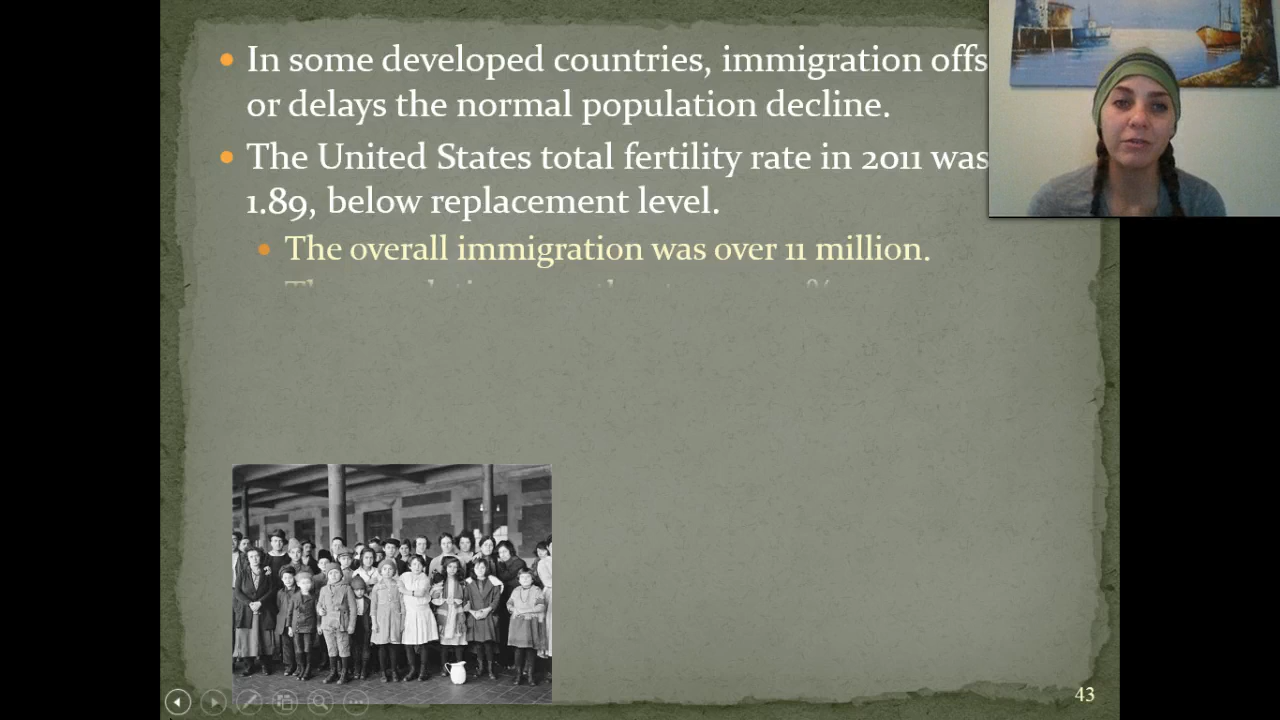 • In some developed countries, immigration offs
or delays the normal population decline.
• The United States total fertility rate in 2011 was
1.89, below replacement level.
• The overall immigration was over 11 million.
43